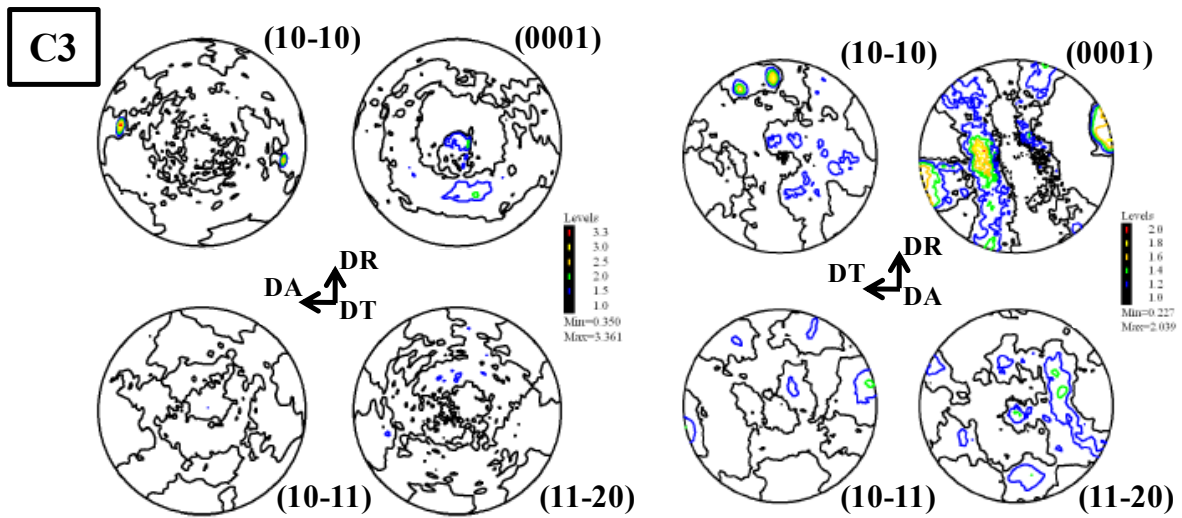 C3
(10-10)
(0001)
(10-10)
(0001)
Levels
3.3
3.0
2.5
2.0
1.5
1.0
Min=0.350
Max=3.361
DR
DA
DT
Levels
2.0
1.8
1.6
1.4
1.2
1.0
Min=0.227
Max=2.039
DR
DT
DA
(10-11)
(11-20)
(10-11)
(11-20)